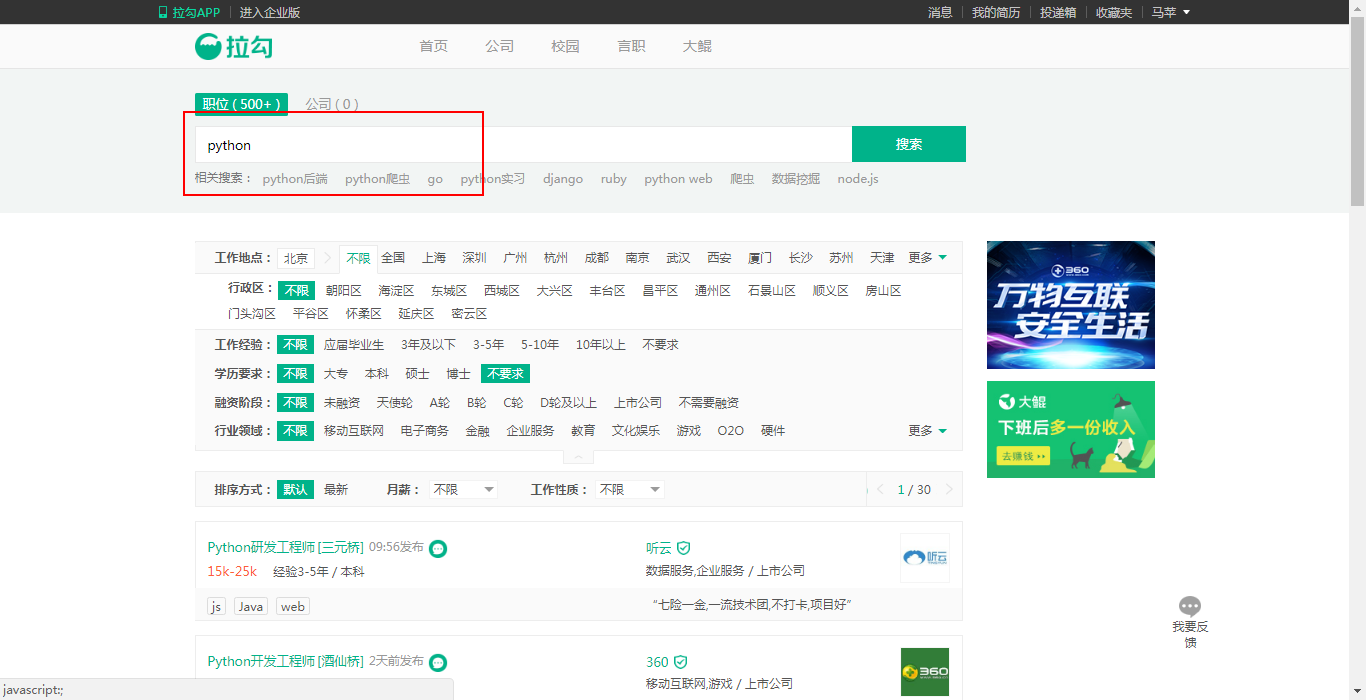 拉勾APP 进入企业版 消息 我的简历 投递箱 收藏夹 马苹
拉勾 首页 公司 校园 言职 大鲲
职位 ( 500+ ) 公司 ( 0 )
python 搜索
相关搜索： python后端 python爬虫 go python实习 django ruby python web 爬虫 数据挖掘 node.js
工作地点： 北京 不限 全国 上海 深圳 广州 杭州 成都 南京 武汉 西安 厦门 长沙 苏州 天津 更多
行政区： 不限 朝阳区 海淀区 东城区 西城区 大兴区 丰台区 昌平区 通州区 石景山区 顺义区 房山区
门头沟区 平谷区 怀柔区 延庆区 密云区
工作经验： 不限 应届毕业生 3年及以下 3-5年 5-10年 10年以上 不要求
学历要求： 不限 大专 本科 硕士 博士 不要求
融资阶段： 不限 未融资 天使轮 A轮 B轮 C轮 D轮及以上 上市公司 不需要融资
行业领域： 不限 移动互联网 电子商务 金融 企业服务 教育 文化娱乐 游戏 O2O 硬件 更多
360
万物互联
安全生活
大鲲
下班后多一份收入
去赚钱
排序方式： 默认 最新 月薪： 不限 工作性质： 不限 1 / 30
Python研发工程师 [三元桥] 09:56发布 听云
15k-25k 经验3-5年 / 本科 数据服务,企业服务 / 上市公司
听云
js Java web “七险一金,一流技术团,不打卡,项目好”
Python开发工程师 [酒仙桥] 2天前发布 360
移动互联网,游戏 / 上市公司
360
我要反
馈
javascript:;